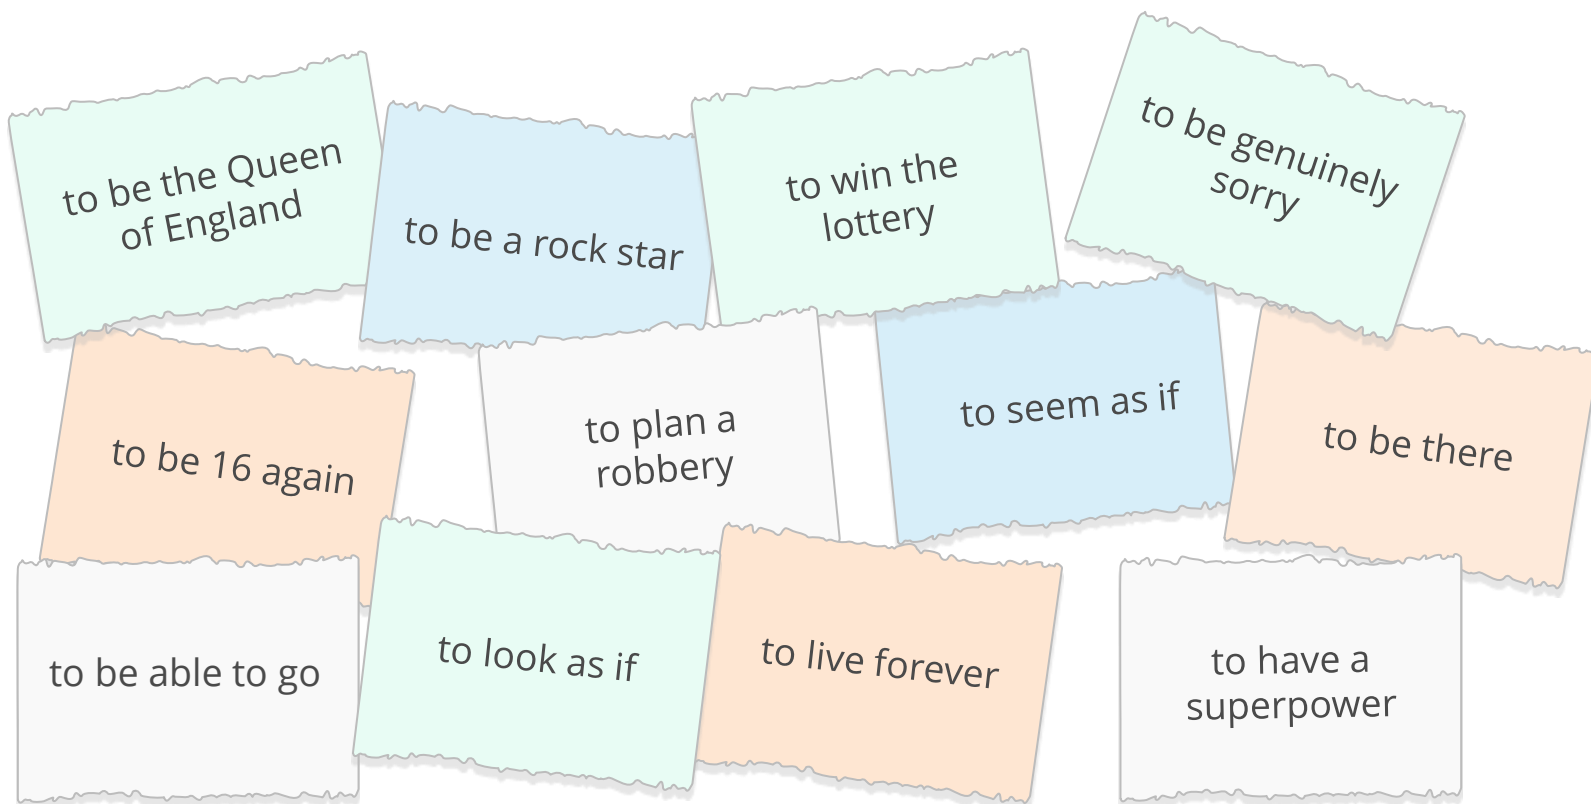 to be the Queen
of England
to be a rock star
to win the
lottery
to be genuinely
sorry
to be 16 again
to plan a
robbery
to seem as if
to be there
to be able to go
to look as if
to live forever
to have a
superpower